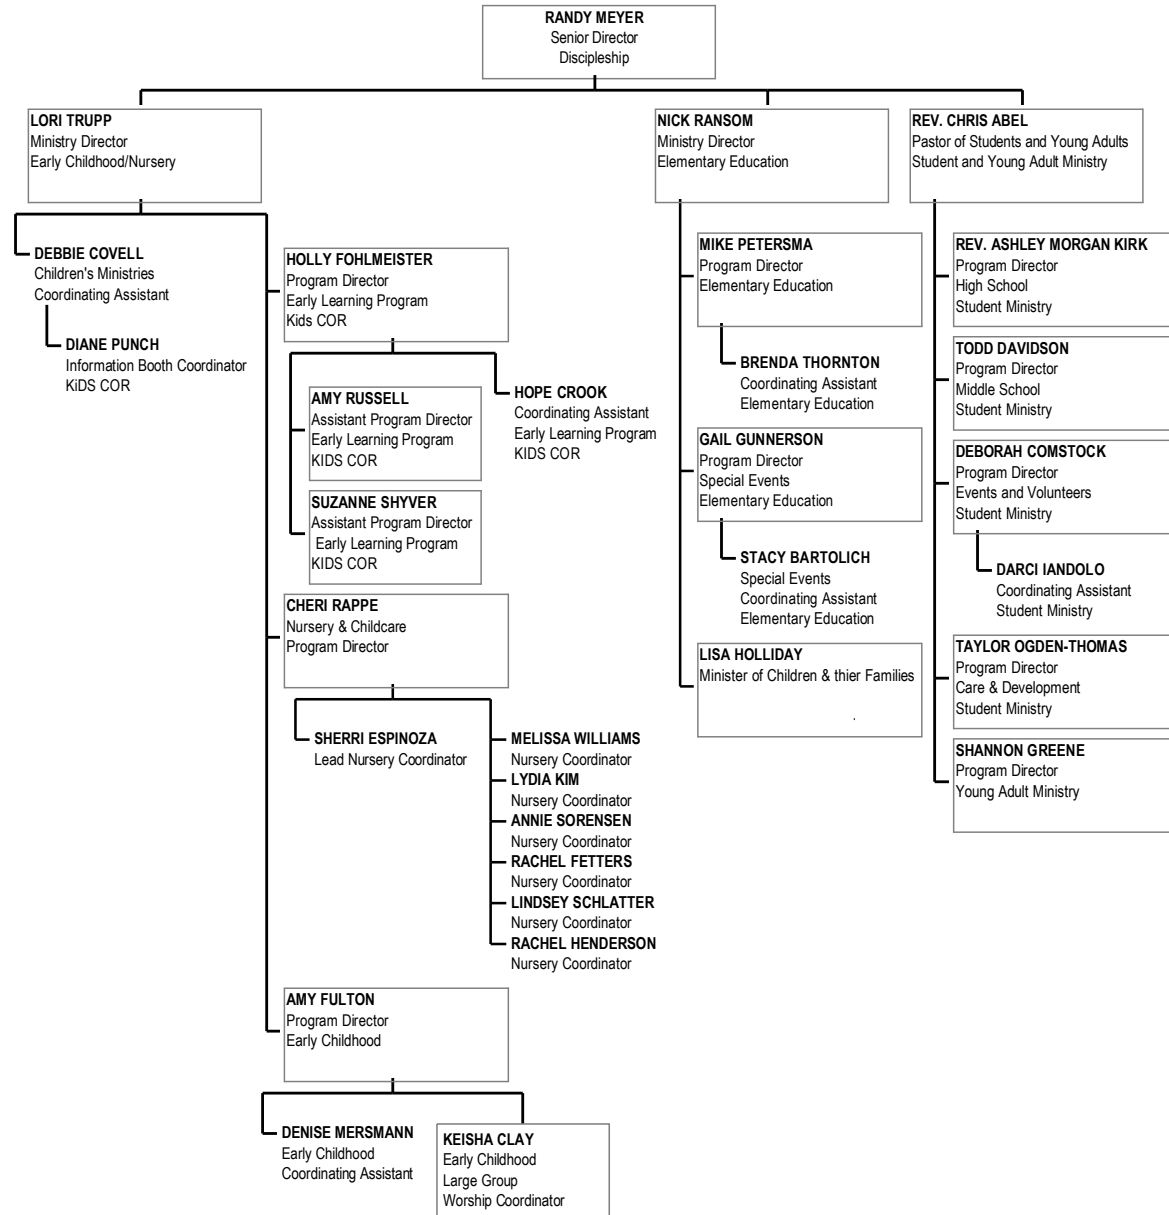 RANDY MEYER
Senior Director
Discipleship
LORI TRUPP
Ministry Director
Early Childhood/Nursery
NICK RANSOM
Ministry Director
Elementary Education
REV. CHRIS ABEL
Pastor of Students and Young Adults
Student and Young Adult Ministry
DEBBIE COVELL
Children's Ministries
Coordinating Assistant
DIANE PUNCH
Information Booth Coordinator
KiDS COR
HOLLY FOHLMEISTER
Program Director
Early Learning Program
Kids COR
AMY RUSSELL
Assistant Program Director
Early Learning Program
KIDS COR
HOPE CROOK
Coordinating Assistant
Early Learning Program
KIDS COR
SUZANNE SHYVER
Assistant Program Director
Early Learning Program
KIDS COR
CHERI RAPPE
Nursery & Childcare
Program Director
SHERRI ESPINOZA
Lead Nursery Coordinator
MELISSA WILLIAMS
Nursery Coordinator
LYDIA KIM
Nursery Coordinator
ANNIE SORENSEN
Nursery Coordinator
RACHEL FETTERS
Nursery Coordinator
LINDSEY SCHLATTER
Nursery Coordinator
RACHEL HENDERSON
Nursery Coordinator
AMY FULTON
Program Director
Early Childhood
DENISE MERSMANN
Early Childhood
Coordinating Assistant
KEISHA CLAY
Early Childhood
Large Group
Worship Coordinator
MIKE PETERSMA
Program Director
Elementary Education
BRENDA THORNTON
Coordinating Assistant
Elementary Education
GAIL GUNNERSON
Program Director
Special Events
Elementary Education
STACY BARTOLICH
Special Events
Coordinating Assistant
Elementary Education
LISA HOLLIDAY
Minister of Children & thier Families
.
REV. ASHLEY MORGAN KIRK
Program Director
High School
Student Ministry
TODD DAVIDSON
Program Director
Middle School
Student Ministry
DEBORAH COMSTOCK
Program Director
Events and Volunteers
Student Ministry
DARCI IANDOLO
Coordinating Assistant
Student Ministry
TAYLOR OGDEN-THOMAS
Program Director
Care & Development
Student Ministry
SHANNON GREENE
Program Director
Young Adult Ministry